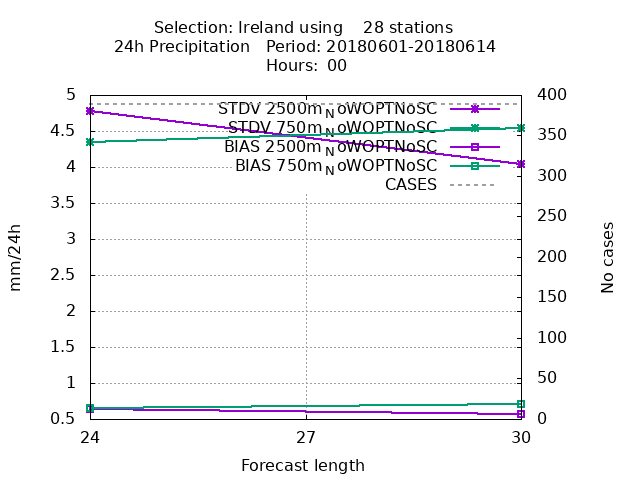 Selection: Ireland using    28 stations
24h Precipitation   Period: 20180601-20180614
Hours: 00
5
4.5
4
3.5
3
2.5
2
1.5
1
0.5
mm/24h
STDV 2500m_NoWOPTNoSC
STDV 750m_NoWOPTNoSC
BIAS 2500m_NoWOPTNoSC
BIAS 750m_NoWOPTNoSC
CASES
400
350
300
250
200
150
100
50
0
No cases
24 27 30
Forecast length